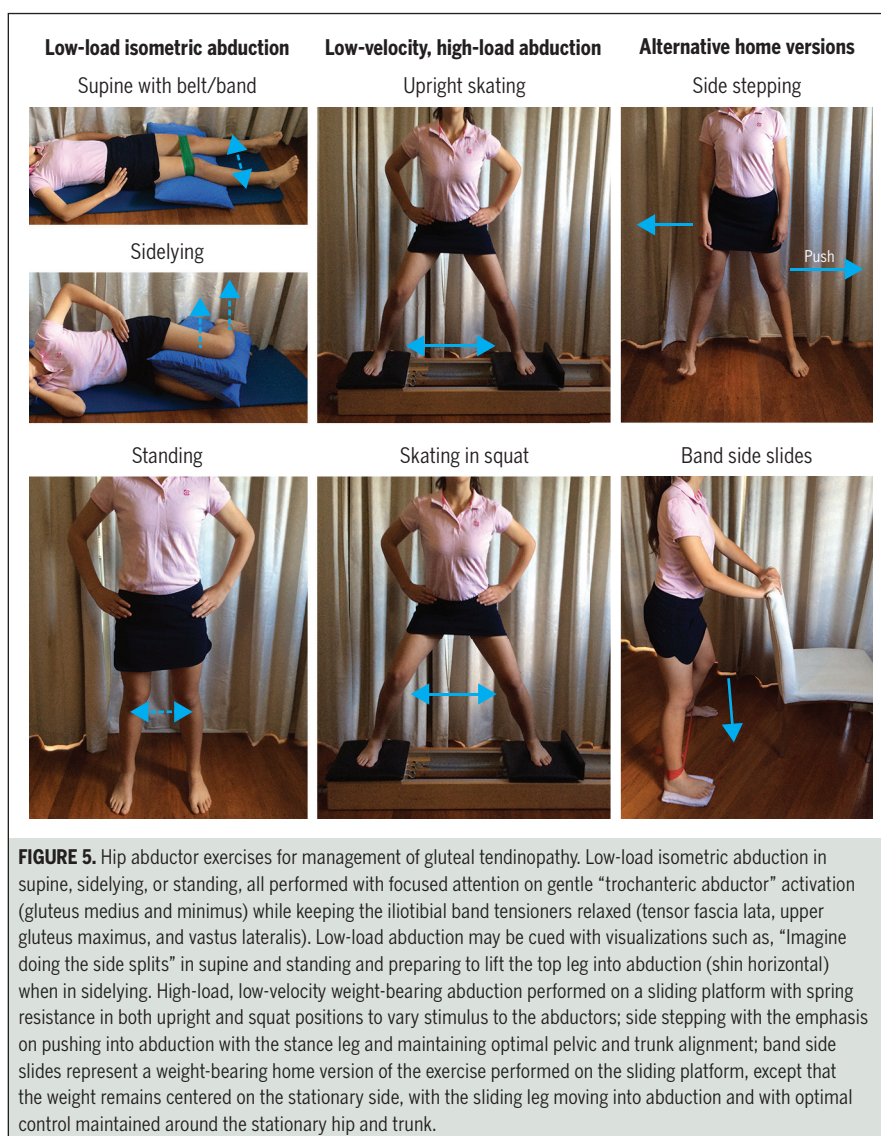 Low-load isometric abduction
Supine with belt/band
Sidelying
Standing
Low-velocity, high-load abduction
Upright skating
Skating in squat
Alternative home versions
Side stepping
Push
Band side slides
FIGURE 5. Hip abductor exercises for management of gluteal tendinopathy. Low-load isometric abduction in
supine, sidelying, or standing, all performed with focused attention on gentle “trochanteric abductor” activation
(gluteus medius and minimus) while keeping the iliotibial band tensioners relaxed (tensor fascia lata, upper
gluteus maximus, and vastus lateralis). Low-load abduction may be cued with visualizations such as, “Imagine
doing the side splits” in supine and standing and preparing to lift the top leg into abduction (shin horizontal)
when in sidelying. High-load, low-velocity weight-bearing abduction performed on a sliding platform with spring
resistance in both upright and squat positions to vary stimulus to the abductors; side stepping with the emphasis
on pushing into abduction with the stance leg and maintaining optimal pelvic and trunk alignment; band side
slides represent a weight-bearing home version of the exercise performed on the sliding platform, except that
the weight remains centered on the stationary side, with the sliding leg moving into abduction and with optimal
control maintained around the stationary hip and trunk.